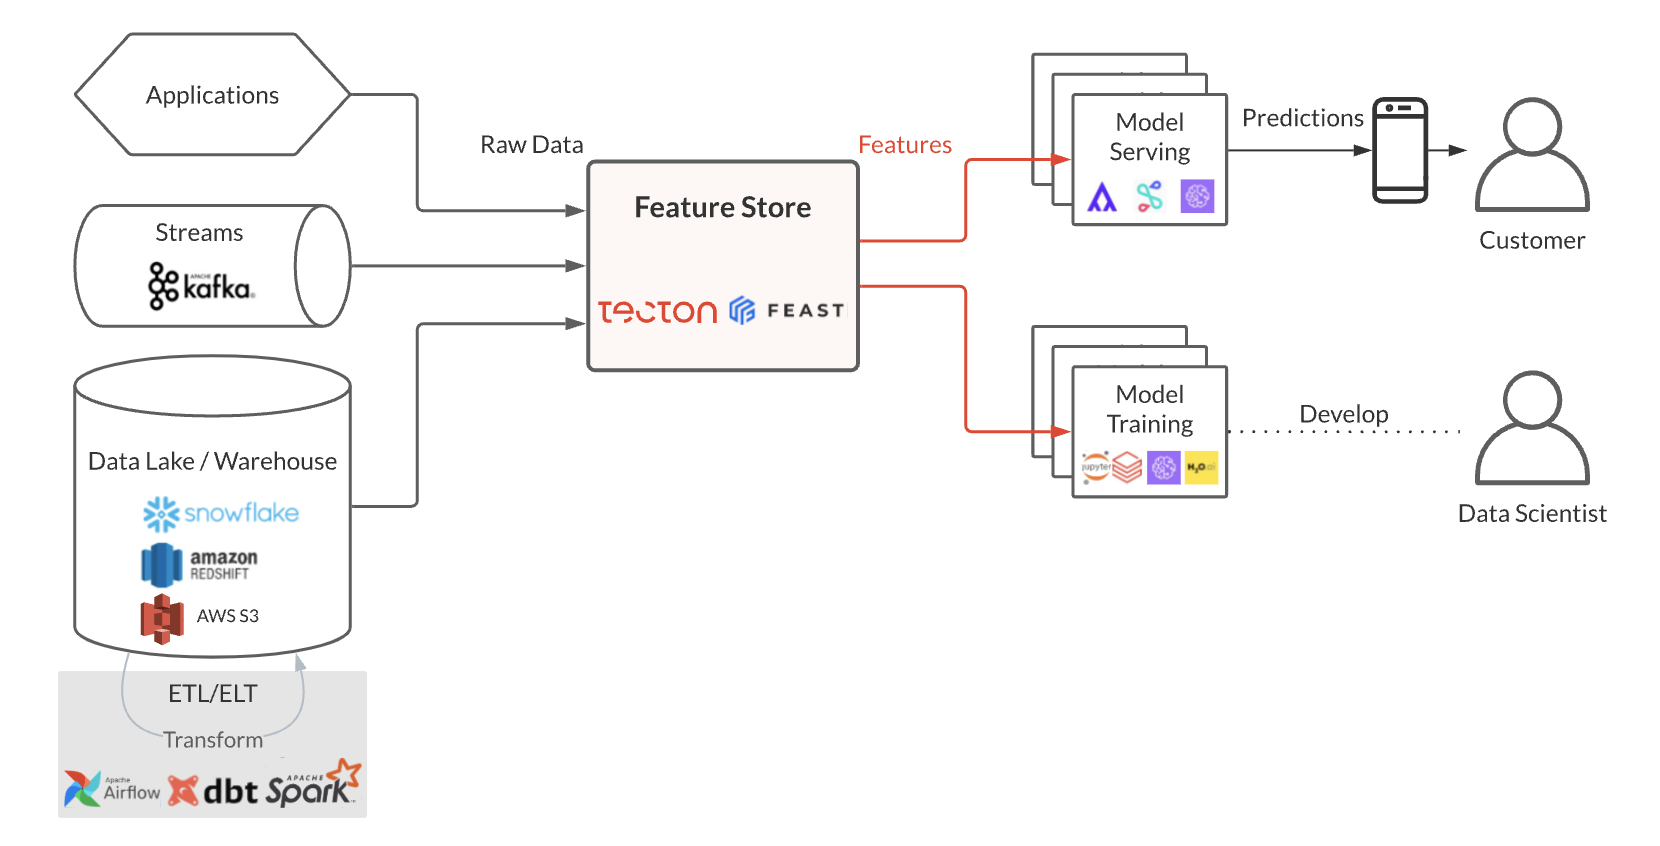 Applications
Raw Data
Features
Model
Serving
Predictions
Streams
APACHE
kafka
Feature Store
Customer
tecton
FEAST
Model
Training
jupyter
H2O.ai
Develop
Data Scientist
Data Lake / Warehouse
snowflake
amazon
REDSHIFT
AWS S3
ETL/ELT
Transform
Apache
Airflow
dbt
APACHE
Spark